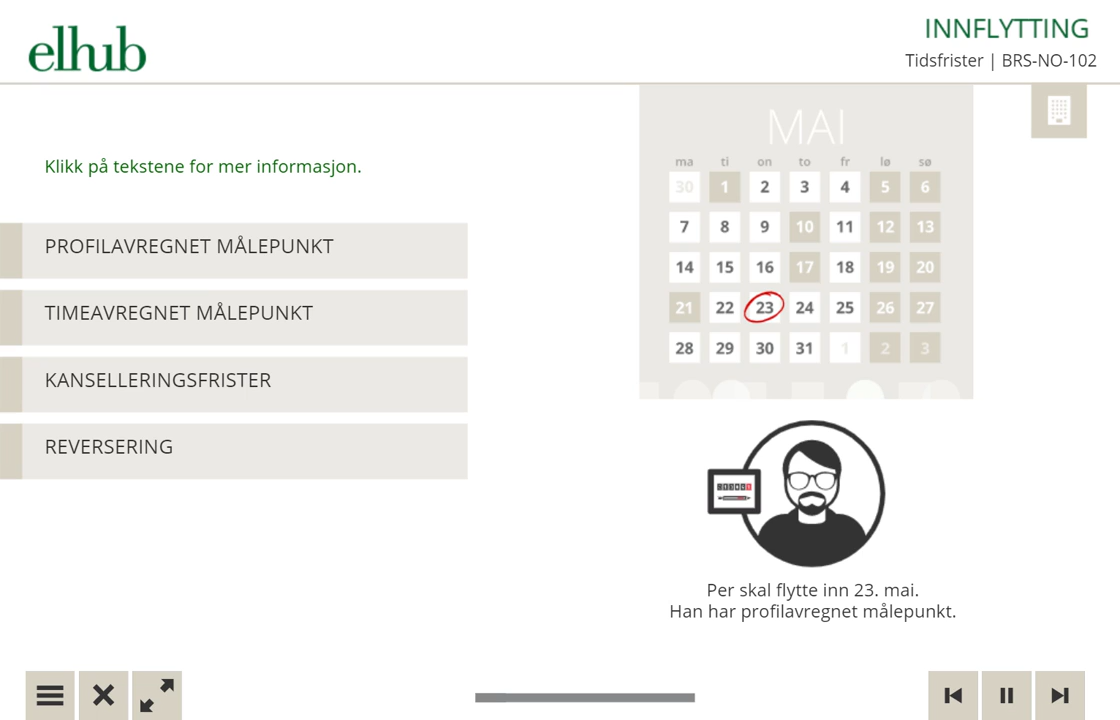 elhub
INNFLYTTING
Tidsfrister | BRS-NO-102
Klikk på tekstene for mer informasjon.
PROFILAVREGNET MÅLEPUNKT
TIMEAVREGNET MÅLEPUNKT
KANSELLERINGSFRISTER
REVERSERING
MAI
ma ti on to fr lø sø
30 1 2 3 4 5 6
7 8 9 10 11 12 13
14 15 16 17 18 19 20
21 22 23 24 25 26 27
28 29 30 31 1 2 3
Per skal flytte inn 23. mai.
Han har profilavregnet målepunkt.